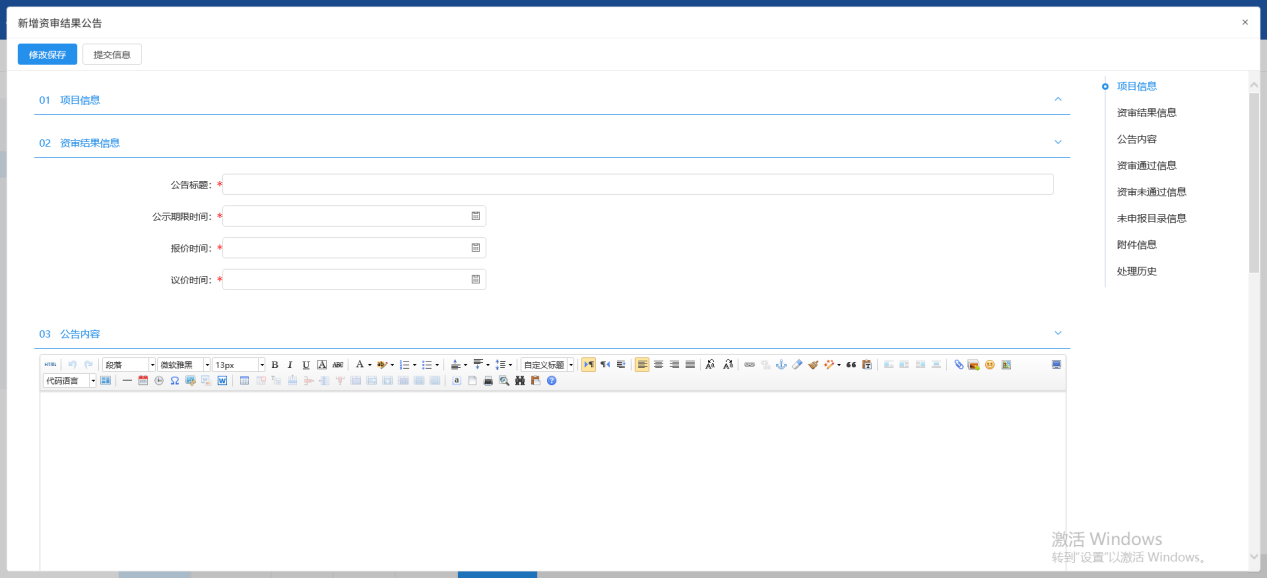 新增资审结果公告 ×
修改保存 提交信息
01 项目信息
02 资审结果信息
公告标题: *
公示期限时间: *
报价时间: *
议价时间: *
03 公告内容
HTML 段落 微软雅黑 13px B I U A ABC A 自定义标题
代码语言
项目信息
资审结果信息
公告内容
资审通过信息
资审未通过信息
未申报目录信息
附件信息
处理历史
激活 Windows
转到"设置"以激活 Windows。